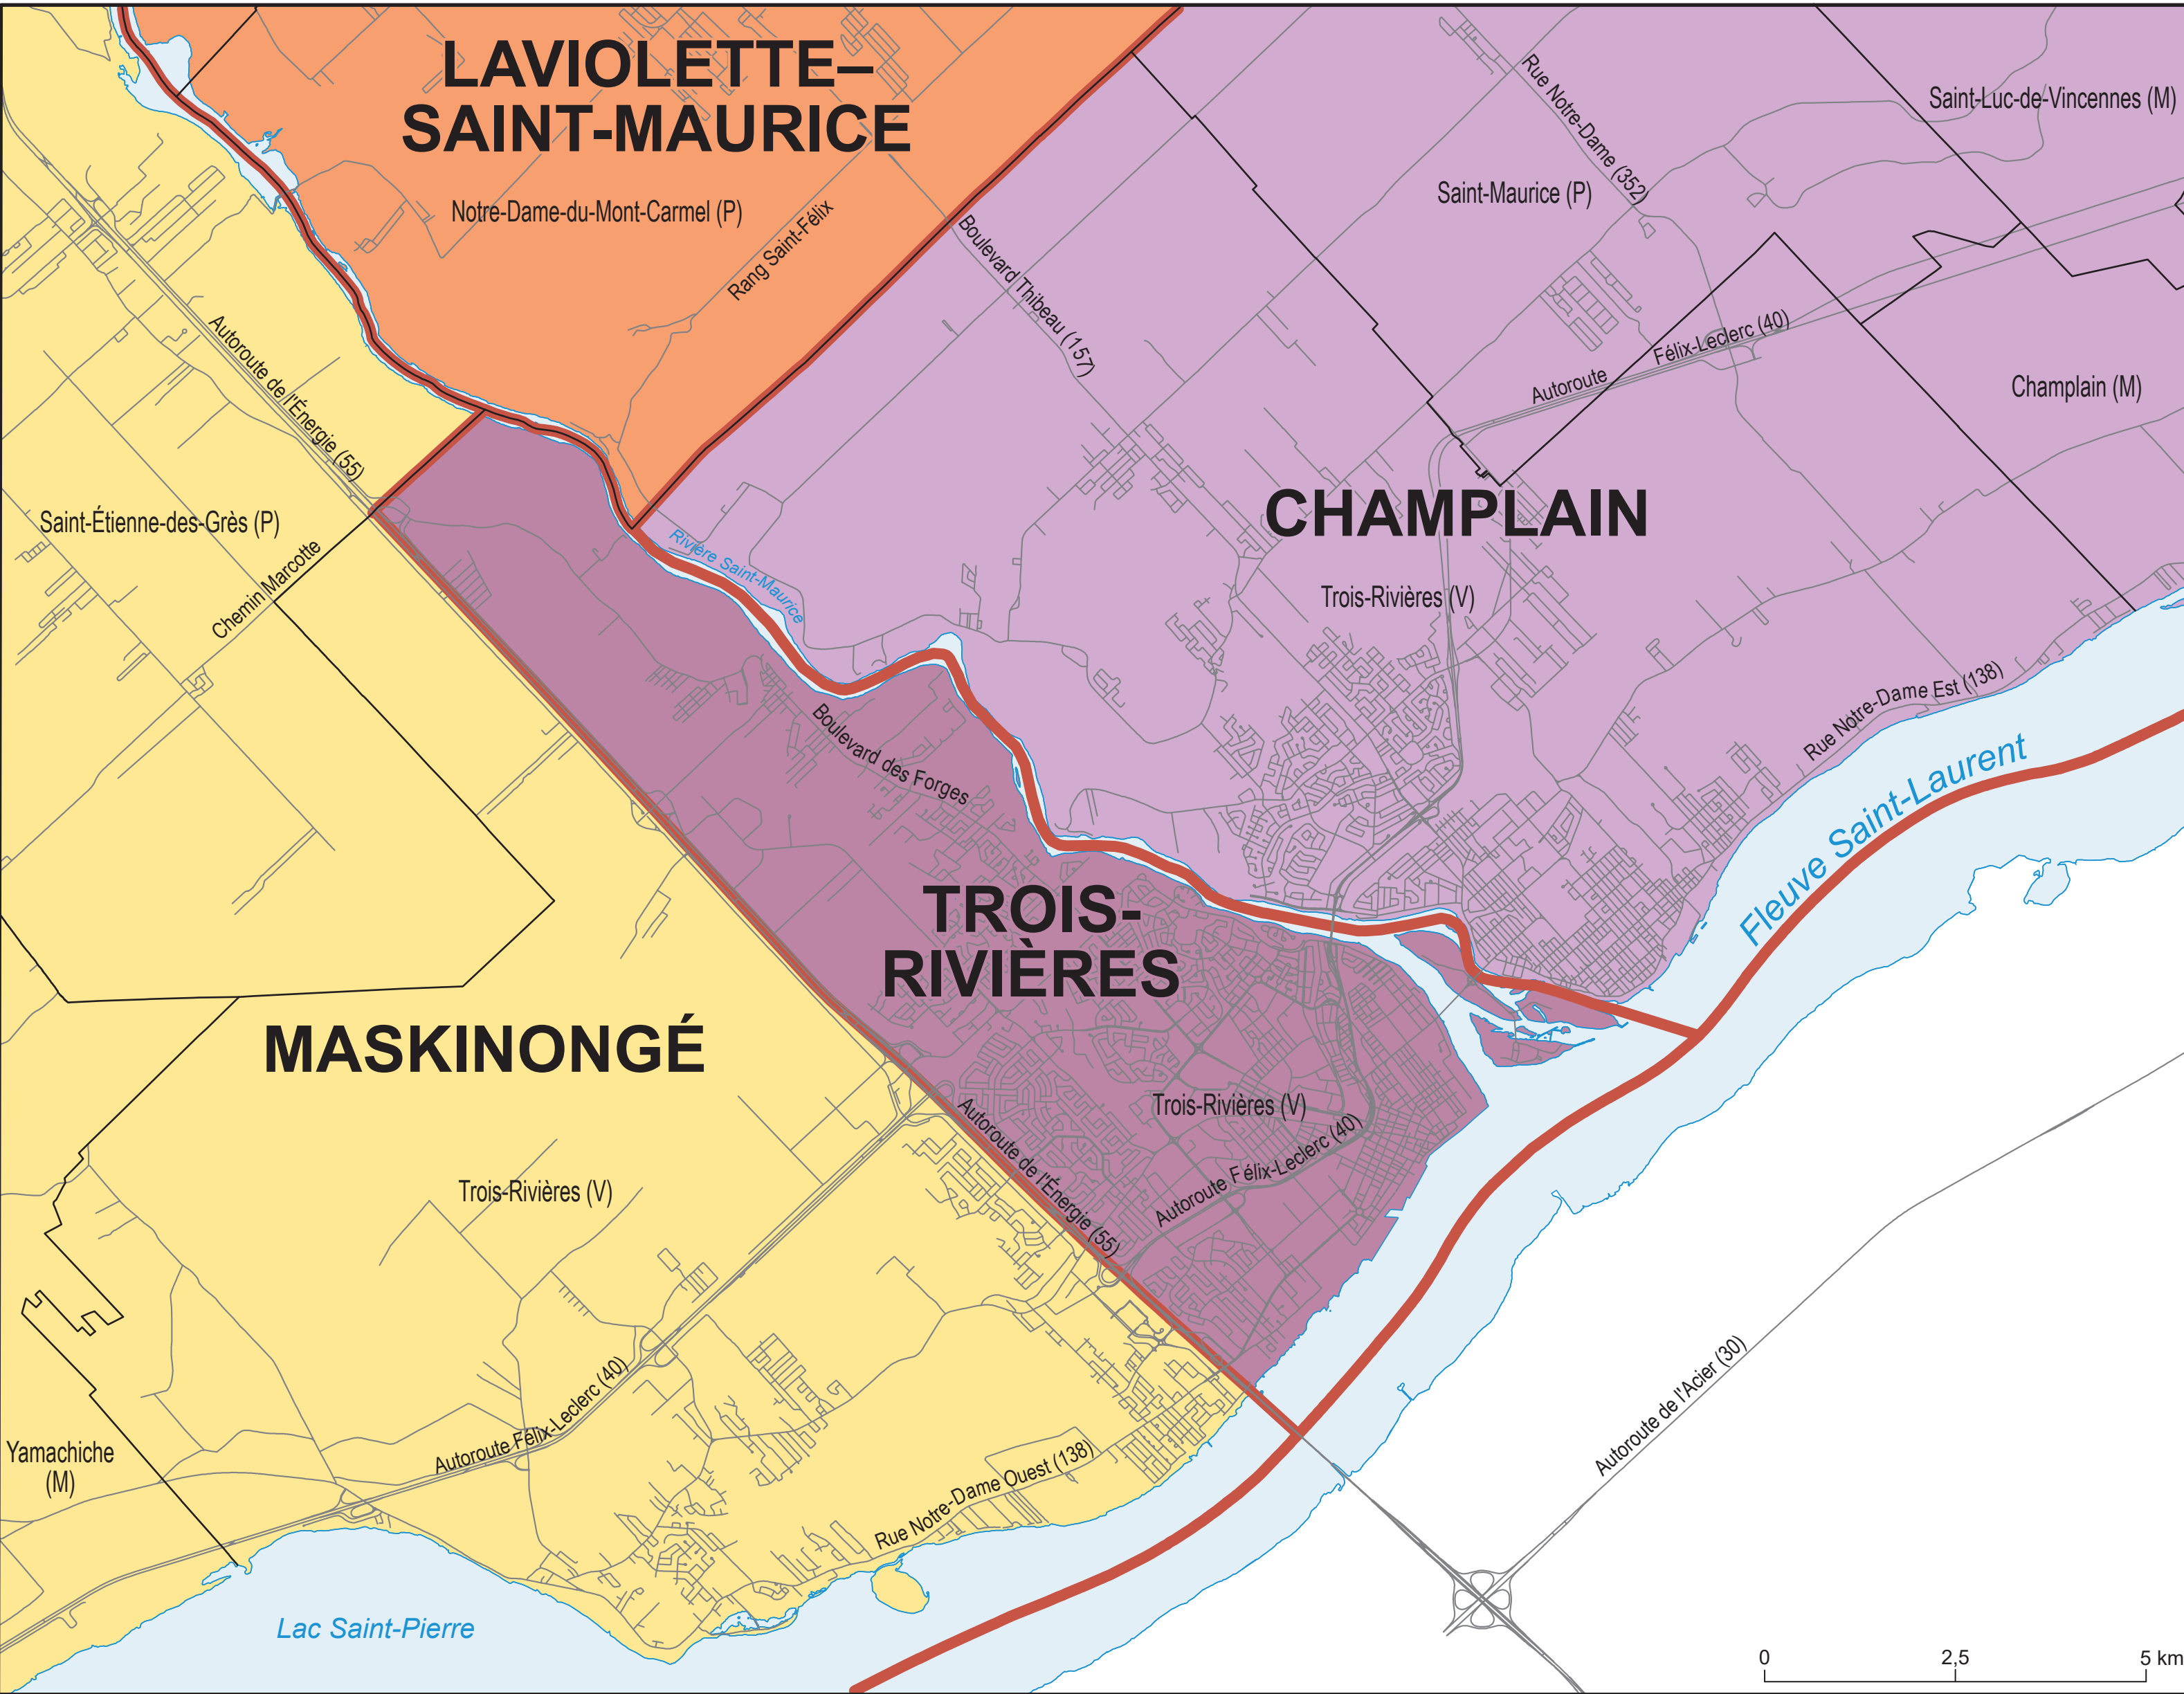 LAVIOLETTE–
SAINT-MAURICE
Notre-Dame-du-Mont-Carmel (P)
Rang Saint-Félix
Boulevard Thibeau (157)
Rue Notre-Dame (352)
Saint-Luc-de-Vincennes (M)
Saint-Maurice (P)
Autoroute
Félix-Leclerc (40)
Champlain (M)
Autoroute de l'Énergie (55)
Saint-Étienne-des-Grès (P)
Chemin Marcotte
Rivière Saint-Maurice
CHAMPLAIN
Trois-Rivières (V)
Rue Notre-Dame Est (138)
Boulevard des Forges
Fleuve Saint-Laurent
TROIS-
RIVIÈRES
MASKINONGÉ
Trois-Rivières (V)
Autoroute de l'Énergie (55)
Autoroute Félix-Leclerc (40)
Trois-Rivières (V)
Autoroute Félix-Leclerc (40)
Yamachiche
(M)
Rue Notre-Dame Ouest (138)
Autoroute de l'Acier (30)
Lac Saint-Pierre
0 2,5 5 km